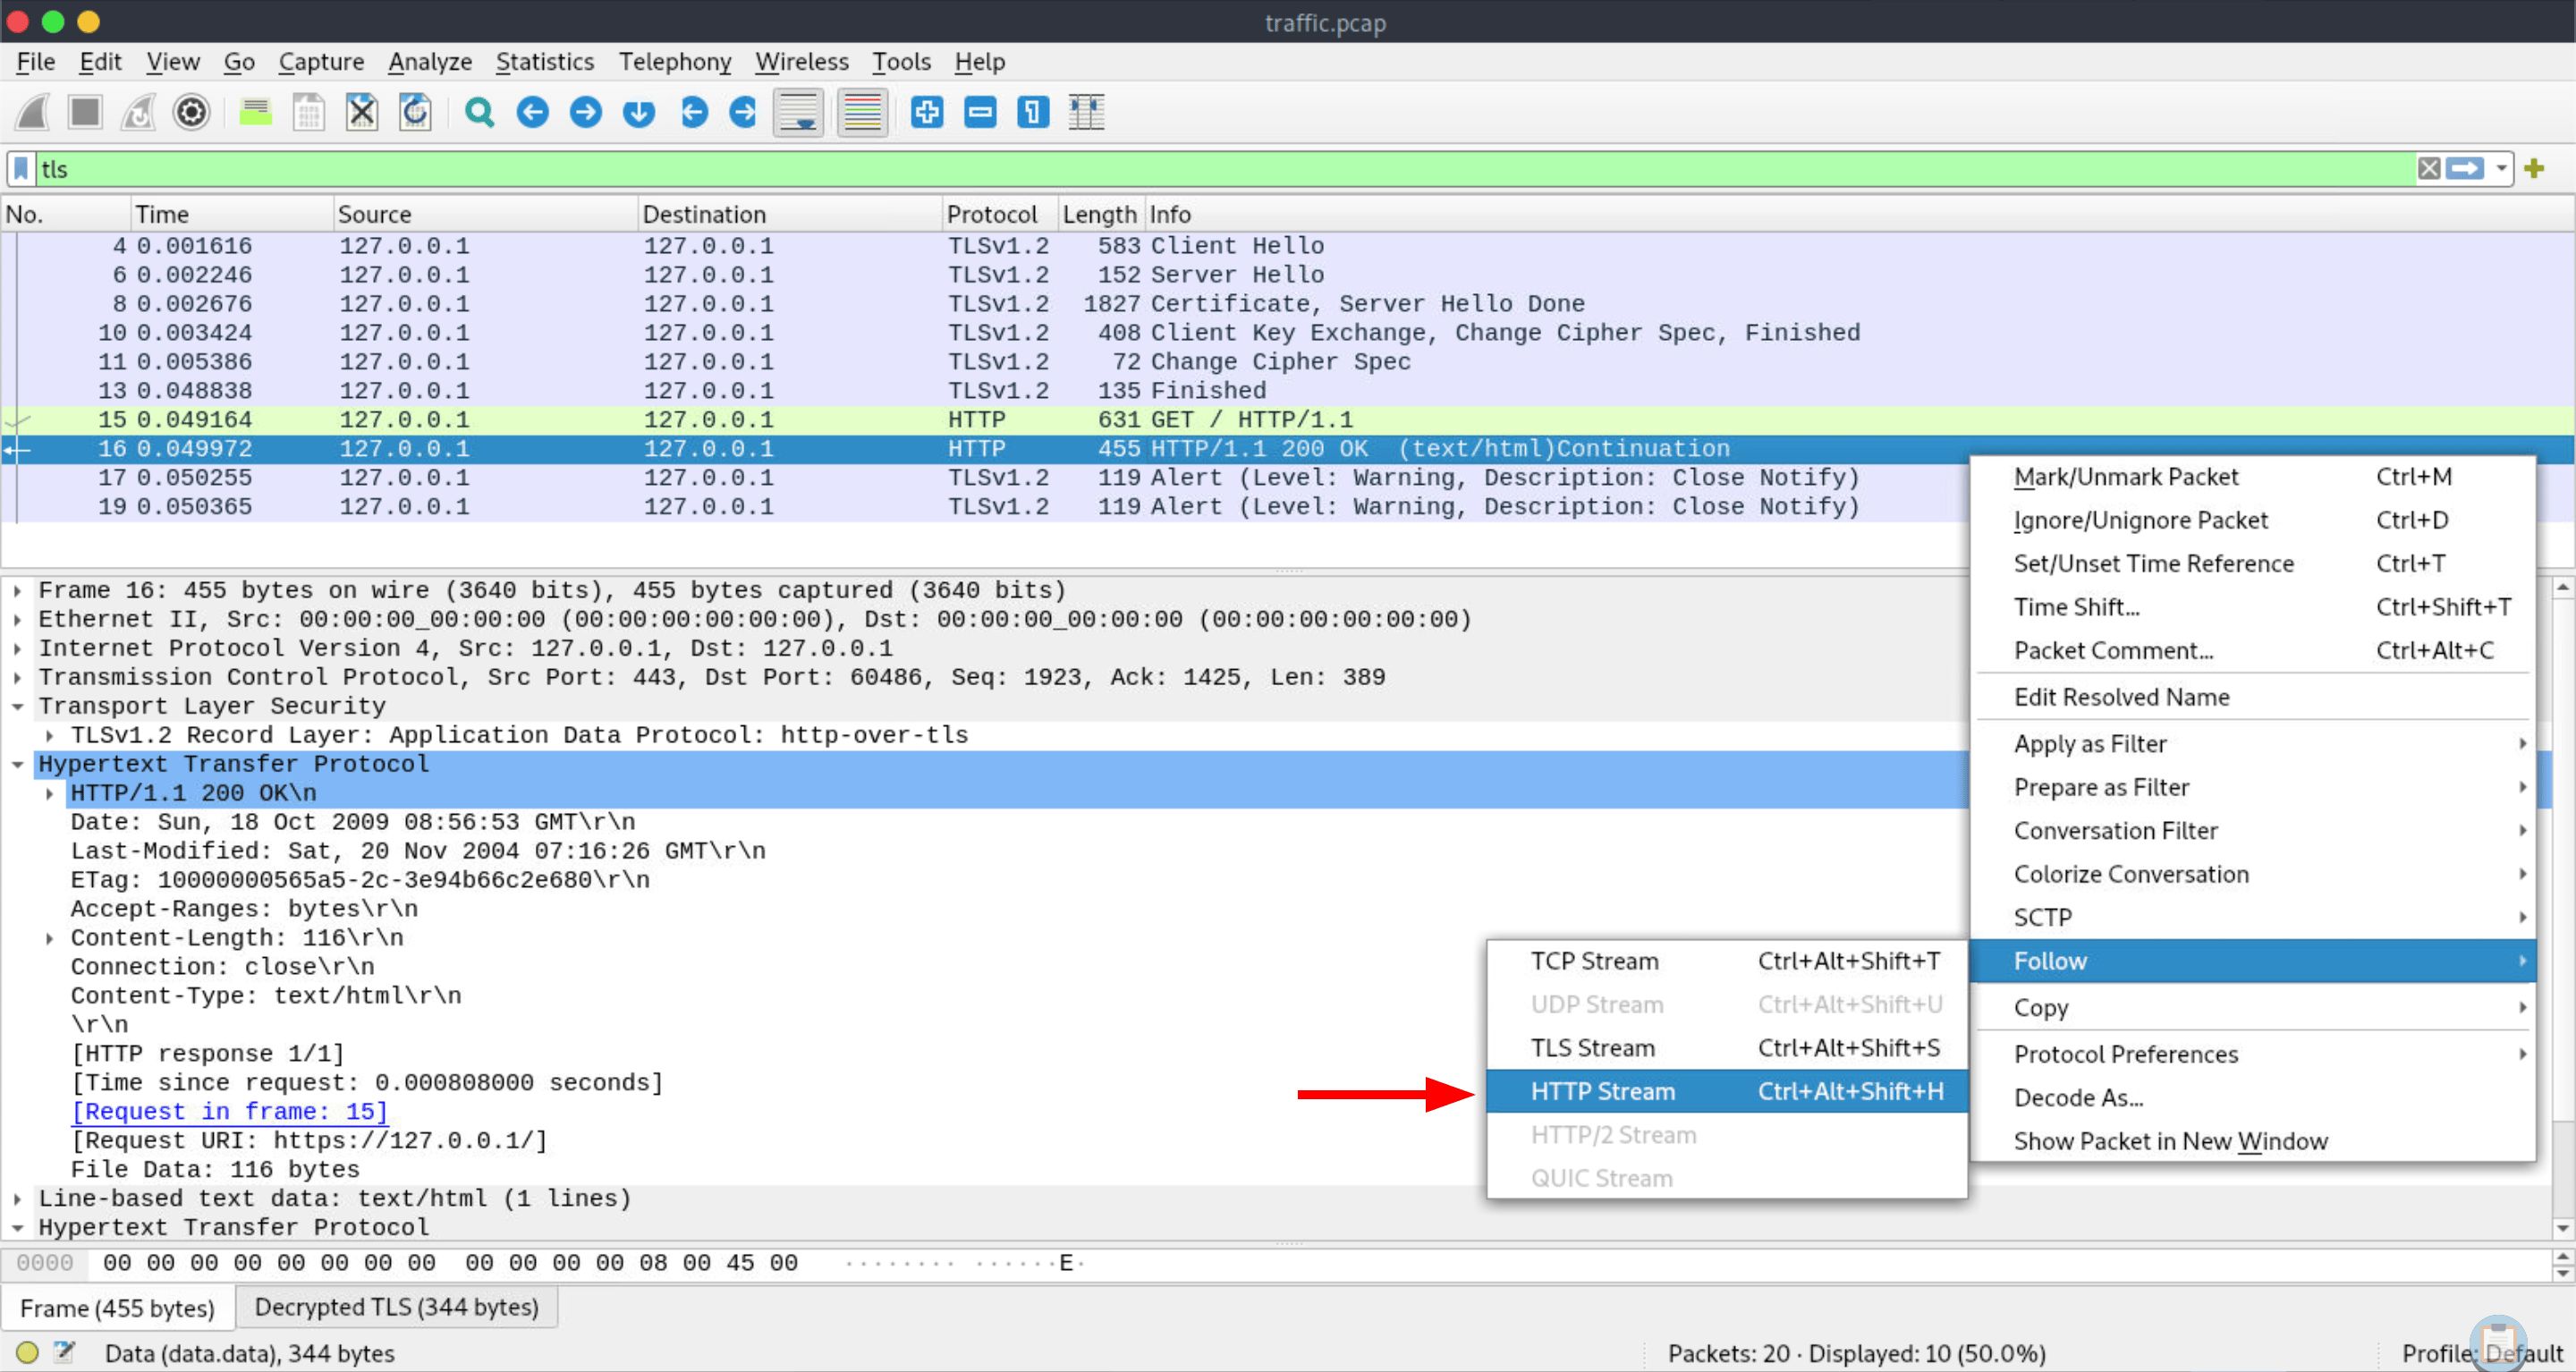 traffic.pcap
File Edit View Go Capture Analyze Statistics Telephony Wireless Tools Help
tls
No. Time Source Destination Protocol Length Info
4 0.001616 127.0.0.1 127.0.0.1 TLSv1.2 583 Client Hello
6 0.002246 127.0.0.1 127.0.0.1 TLSv1.2 152 Server Hello
8 0.002676 127.0.0.1 127.0.0.1 TLSv1.2 1827 Certificate, Server Hello Done
10 0.003424 127.0.0.1 127.0.0.1 TLSv1.2 408 Client Key Exchange, Change Cipher Spec, Finished
11 0.005386 127.0.0.1 127.0.0.1 TLSv1.2 72 Change Cipher Spec
13 0.048838 127.0.0.1 127.0.0.1 TLSv1.2 135 Finished
15 0.049164 127.0.0.1 127.0.0.1 HTTP 631 GET / HTTP/1.1
16 0.049972 127.0.0.1 127.0.0.1 HTTP 455 HTTP/1.1 200 OK (text/html)Continuation
17 0.050255 127.0.0.1 127.0.0.1 TLSv1.2 119 Alert (Level: Warning, Description: Close Notify)
19 0.050365 127.0.0.1 127.0.0.1 TLSv1.2 119 Alert (Level: Warning, Description: Close Notify)
Mark/Unmark Packet Ctrl+M
Ignore/Unignore Packet Ctrl+D
Set/Unset Time Reference Ctrl+T
Time Shift... Ctrl+Shift+T
Packet Comment... Ctrl+Alt+C
Edit Resolved Name
Apply as Filter
Prepare as Filter
Conversation Filter
Colorize Conversation
SCTP
Follow
Copy
Protocol Preferences
Decode As...
Show Packet in New Window
TCP Stream Ctrl+Alt+Shift+T
UDP Stream Ctrl+Alt+Shift+U
TLS Stream Ctrl+Alt+Shift+S
HTTP Stream Ctrl+Alt+Shift+H
HTTP/2 Stream
QUIC Stream
Frame 16: 455 bytes on wire (3640 bits), 455 bytes captured (3640 bits)
Ethernet II, Src: 00:00:00_00:00:00 (00:00:00:00:00:00), Dst: 00:00:00_00:00:00 (00:00:00:00:00:00)
Internet Protocol Version 4, Src: 127.0.0.1, Dst: 127.0.0.1
Transmission Control Protocol, Src Port: 443, Dst Port: 60486, Seq: 1923, Ack: 1425, Len: 389
Transport Layer Security
TLSv1.2 Record Layer: Application Data Protocol: http-over-tls
Hypertext Transfer Protocol
HTTP/1.1 200 OK\n
Date: Sun, 18 Oct 2009 08:56:53 GMT\r\n
Last-Modified: Sat, 20 Nov 2004 07:16:26 GMT\r\n
ETag: 10000000565a5-2c-3e94b66c2e680\r\n
Accept-Ranges: bytes\r\n
Content-Length: 116\r\n
Connection: close\r\n
Content-Type: text/html\r\n
\r\n
[HTTP response 1/1]
[Time since request: 0.000808000 seconds]
[Request in frame: 15]
[Request URI: https://127.0.0.1/]
File Data: 116 bytes
Line-based text data: text/html (1 lines)
Hypertext Transfer Protocol
0000 00 00 00 00 00 00 00 00 00 00 00 00 08 00 45 00 ········ ······E·
Frame (455 bytes) Decrypted TLS (344 bytes)
Data (data.data), 344 bytes Packets: 20 · Displayed: 10 (50.0%) Profile: Default